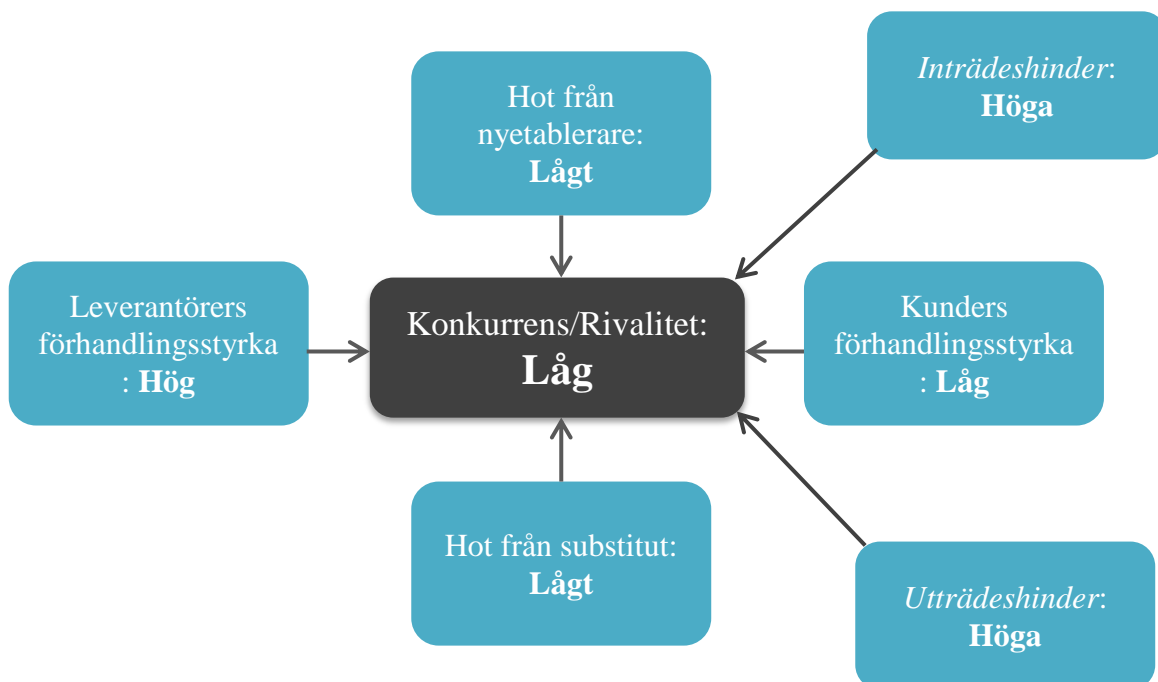 Hot från
nyetablerare:
Lågt
Inträdeshinder:
Höga
Leverantörers
förhandlingsstyrka
: Hög
Konkurrens/Rivalitet:
Låg
Kunders
förhandlingsstyrka
: Låg
Hot från substitut:
Lågt
Utträdeshinder:
Höga